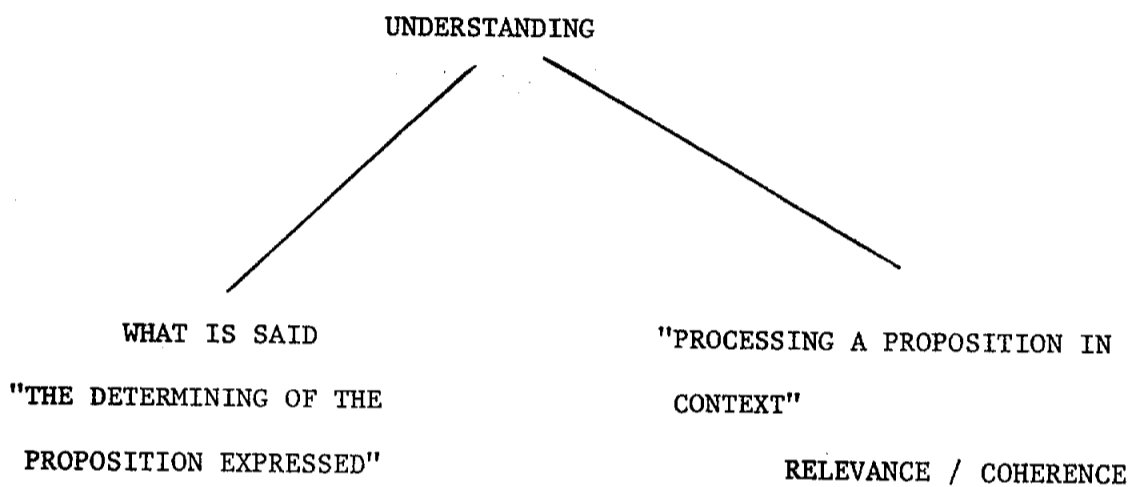 UNDERSTANDING
WHAT IS SAID
"THE DETERMINING OF THE
PROPOSITION EXPRESSED"
"PROCESSING A PROPOSITION IN
CONTEXT"
RELEVANCE / COHERENCE